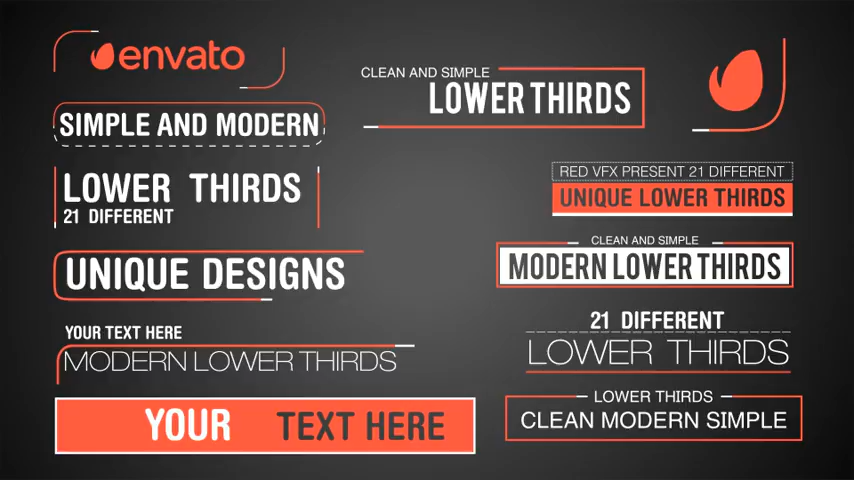 envato
SIMPLE AND MODERN
LOWER THIRDS
21 DIFFERENT
UNIQUE DESIGNS
YOUR TEXT HERE
MODERN LOWER THIRDS
YOUR TEXT HERE
CLEAN AND SIMPLE
LOWER THIRDS
RED VFX PRESENT 21 DIFFERENT
UNIQUE LOWER THIRDS
CLEAN AND SIMPLE
MODERN LOWER THIRDS
21 DIFFERENT
LOWER THIRDS
LOWER THIRDS
CLEAN MODERN SIMPLE